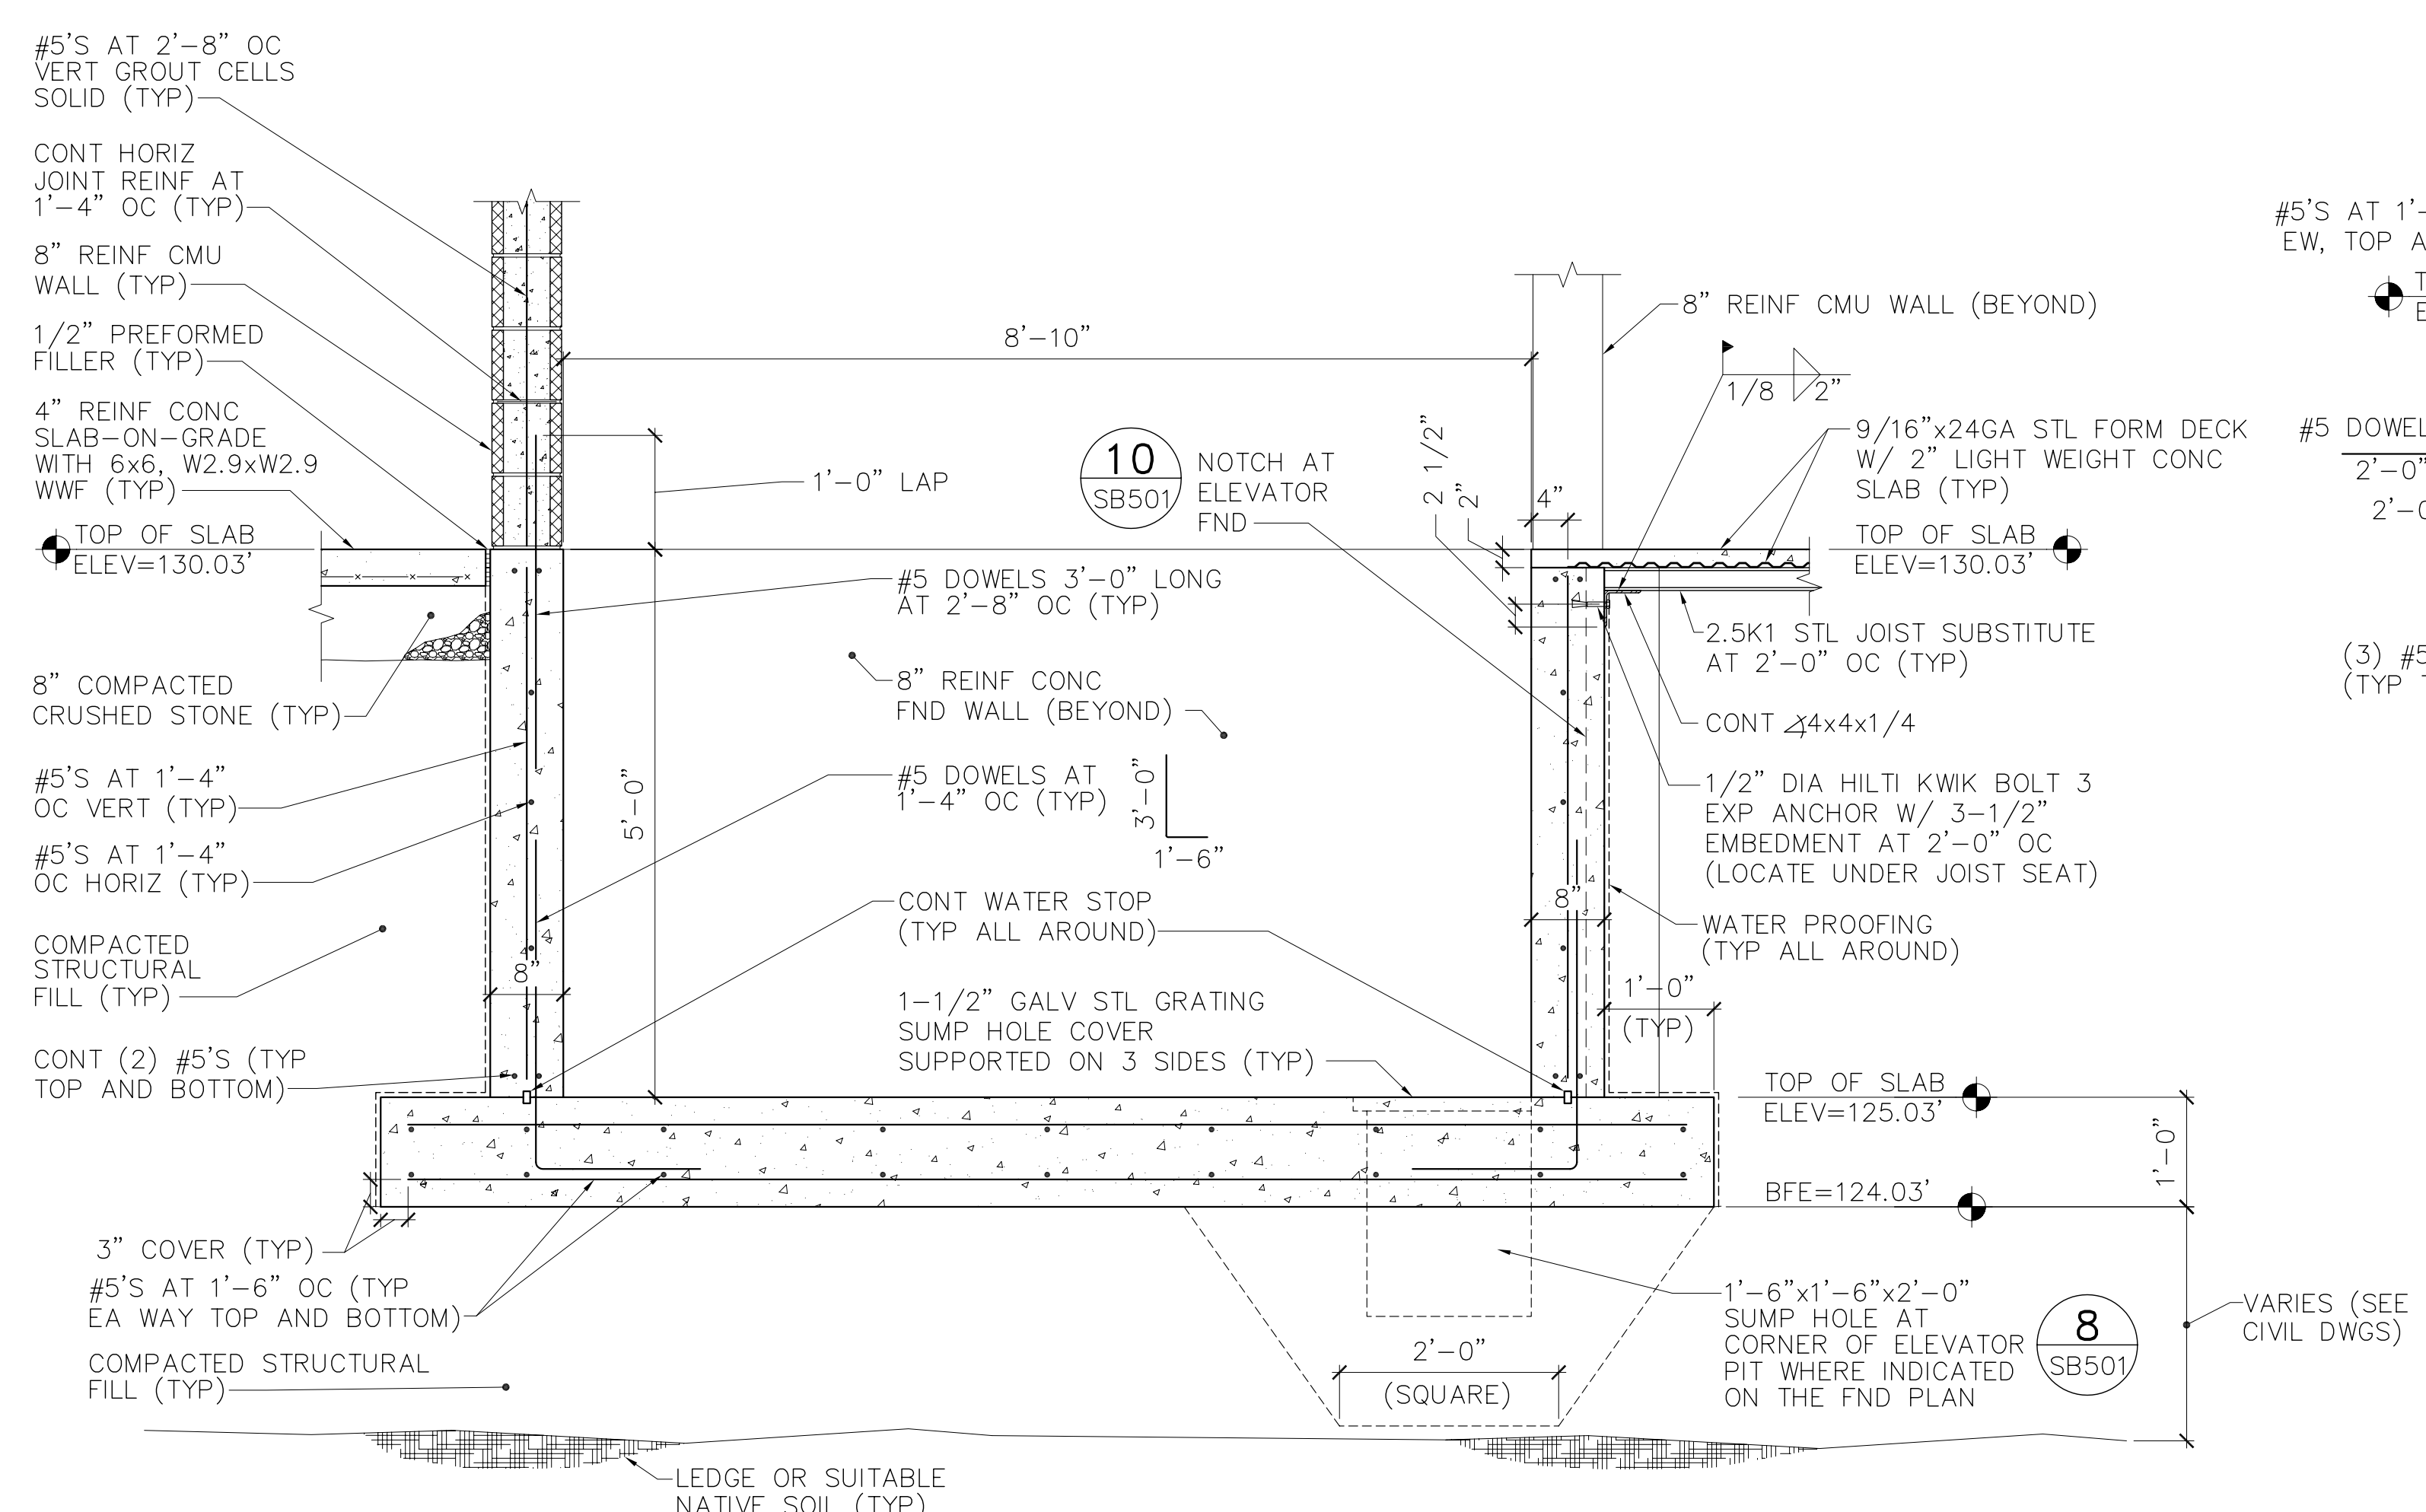 #5'S AT 2'-8" OC
VERT GROUT CELLS
SOLID (TYP)
CONT HORIZ
JOINT REINF AT
1'-4" OC (TYP)
8" REINF CMU
WALL (TYP)
1/2" PREFORMED
FILLER (TYP)
4" REINF CONC
SLAB-ON-GRADE
WITH 6x6, W2.9xW2.9
WWF (TYP)
TOP OF SLAB
ELEV=130.03'
8" COMPACTED
CRUSHED STONE (TYP)
#5'S AT 1'-4"
OC VERT (TYP)
#5'S AT 1'-4"
OC HORIZ (TYP)
COMPACTED
STRUCTURAL
FILL (TYP)
CONT (2) #5'S (TYP
TOP AND BOTTOM)
3" COVER (TYP)
#5'S AT 1'-6" OC (TYP
EA WAY TOP AND BOTTOM)
COMPACTED STRUCTURAL
FILL (TYP)
LEDGE OR SUITABLE
NATIVE SOIL (TYP)
8'-10"
1'-0" LAP
5'-0"
8"
10
SB501
NOTCH AT
ELEVATOR
FND
#5 DOWELS 3'-0" LONG
AT 2'-8" OC (TYP)
8" REINF CONC
FND WALL (BEYOND)
#5 DOWELS AT
1'-4" OC (TYP)
3'-0"
1'-6"
CONT WATER STOP
(TYP ALL AROUND)
1-1/2" GALV STL GRATING
SUMP HOLE COVER
SUPPORTED ON 3 SIDES (TYP)
2 1/2"
2"
4"
8"
8" REINF CMU WALL (BEYOND)
1/8
2"
9/16"x24GA STL FORM DECK
W/ 2" LIGHT WEIGHT CONC
SLAB (TYP)
TOP OF SLAB
ELEV=130.03'
2.5K1 STL JOIST SUBSTITUTE
AT 2'-0" OC (TYP)
CONT ∠4x4x1/4
1/2" DIA HILTI KWIK BOLT 3
EXP ANCHOR W/ 3-1/2"
EMBEDMENT AT 2'-0" OC
(LOCATE UNDER JOIST SEAT)
WATER PROOFING
(TYP ALL AROUND)
1'-0"
(TYP)
TOP OF SLAB
ELEV=125.03'
BFE=124.03'
1'-0"
1'-6"x1'-6"x2'-0"
SUMP HOLE AT
CORNER OF ELEVATOR
PIT WHERE INDICATED
ON THE FND PLAN
8
SB501
2'-0"
(SQUARE)
VARIES (SEE
CIVIL DWGS)
#5'S AT 1'-
EW, TOP A
#5 DOWEL
2'-0"
2'-0
(3) #5
(TYP